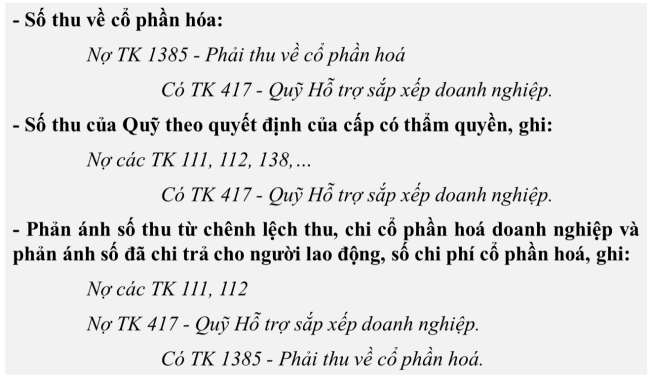 - Số thu về cổ phần hóa:
Nợ TK 1385 - Phải thu về cổ phần hoá
Có TK 417 - Quỹ Hỗ trợ sắp xếp doanh nghiệp.
- Số thu của Quỹ theo quyết định của cấp có thẩm quyền, ghi:
Nợ các TK 111, 112, 138,…
Có TK 417 - Quỹ Hỗ trợ sắp xếp doanh nghiệp.
- Phản ánh số thu từ chênh lệch thu, chi cổ phần hoá doanh nghiệp và
phản ánh số đã chi trả cho người lao động, số chi phí cổ phần hoá, ghi:
Nợ các TK 111, 112
Nợ TK 417 - Quỹ Hỗ trợ sắp xếp doanh nghiệp.
Có TK 1385 - Phải thu về cổ phần hoá.